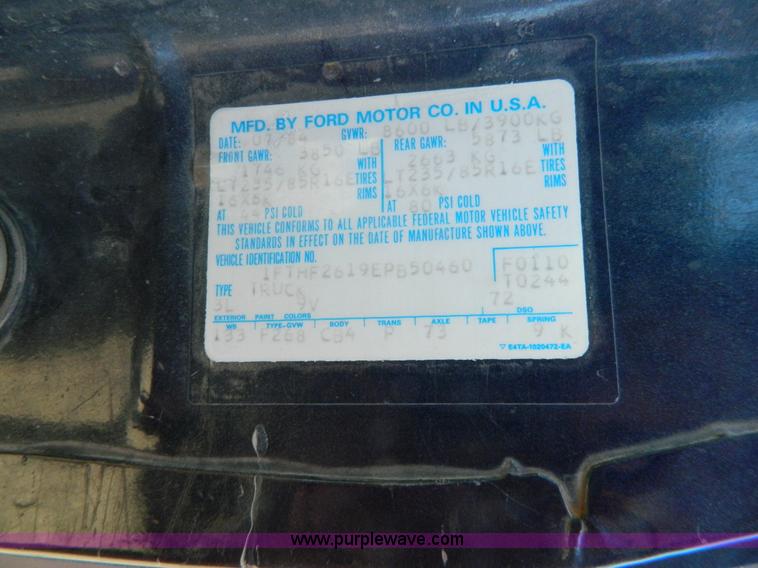 MFD. BY FORD MOTOR CO. IN U.S.A.
DATE: 07/84 GVWR: 8600 LB/3900KG
FRONT GAWR: 3850 LB REAR GAWR: 5873 LB
1746 KG WITH 2663 KG WITH
LT235/85R16E TIRES LT235/85R16E TIRES
16X6K RIMS 16X6K RIMS
AT 44 PSI COLD AT 80 PSI COLD
THIS VEHICLE CONFORMS TO ALL APPLICABLE FEDERAL MOTOR VEHICLE SAFETY
STANDARDS IN EFFECT ON THE DATE OF MANUFACTURE SHOWN ABOVE.
VEHICLE IDENTIFICATION NO.
1FTHF2619EPB50460 F0110
TYPE TRUCK T0244
3L 9V 72
EXTERIOR PAINT COLORS DSO
WB TYPE-GVW BODY TRANS AXLE TAPE SPRING
133 F268 CB4 P 73 9 K
▽ E4TA-1520472-EA
www.purplewave.com